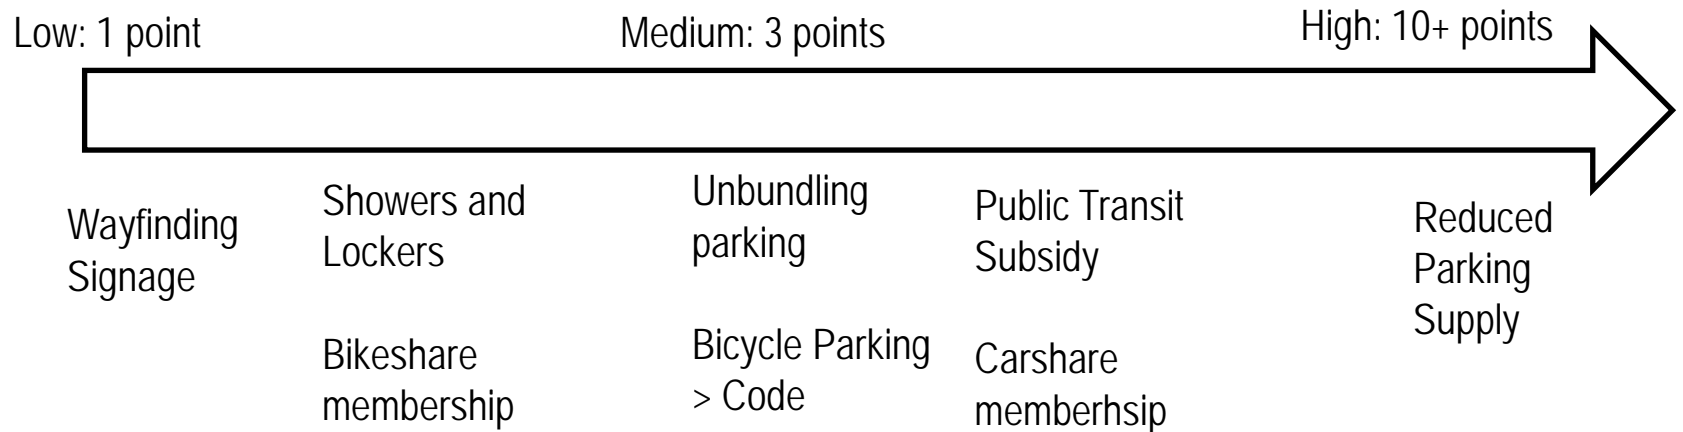 Low: 1 point
Medium: 3 points
High: 10+ points
Wayfinding
Signage
Showers and
Lockers
Bikeshare
membership
Unbundling
parking
Bicycle Parking
> Code
Public Transit
Subsidy
Carshare
memberhsip
Reduced
Parking
Supply